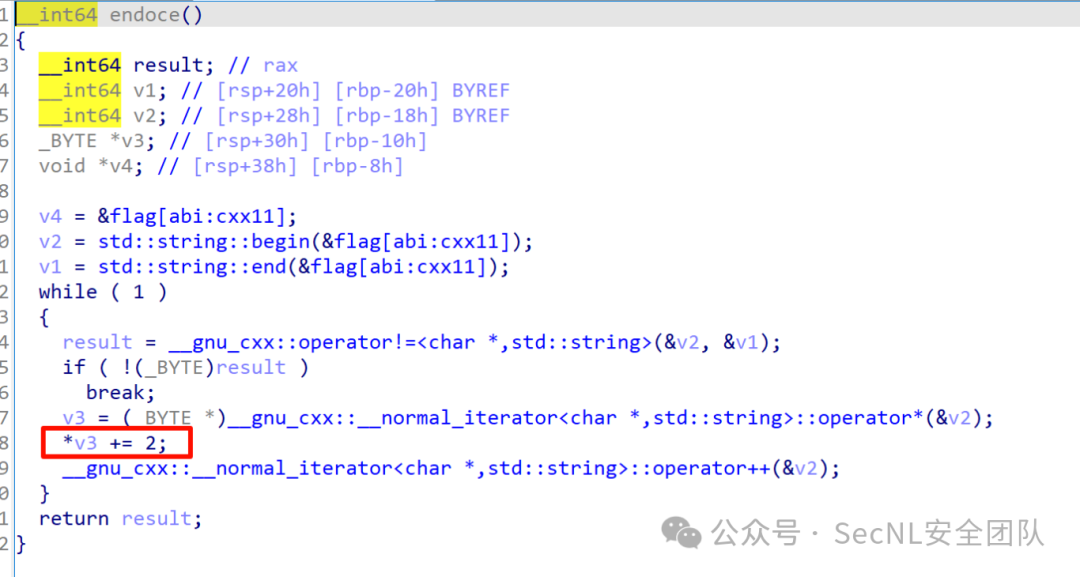 1 __int64 endoce()
2 {
3 __int64 result; // rax
4 __int64 v1; // [rsp+20h] [rbp-20h] BYREF
5 __int64 v2; // [rsp+28h] [rbp-18h] BYREF
6 _BYTE *v3; // [rsp+30h] [rbp-10h]
7 void *v4; // [rsp+38h] [rbp-8h]
8
9 v4 = &flag[abi:cxx11];
0 v2 = std::string::begin(&flag[abi:cxx11]);
1 v1 = std::string::end(&flag[abi:cxx11]);
2 while ( 1 )
3 {
4 result = __gnu_cxx::operator!=<char *,std::string>(&v2, &v1);
5 if ( !(_BYTE)result )
6 break;
7 v3 = (_BYTE *)__gnu_cxx::__normal_iterator<char *,std::string>::operator*(&v2);
8 *v3 += 2;
9 __gnu_cxx::__normal_iterator<char *,std::string>::operator++(&v2);
0 }
1 return result;
2 }
公众号 · SecNL安全团队